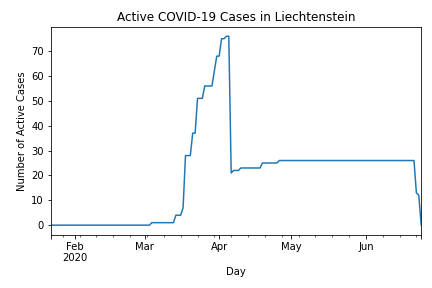 Active COVID-19 Cases in Liechtenstein
Number of Active Cases
70
60
50
40
30
20
10
0
Feb
2020
Mar
Apr
May
Jun
Day